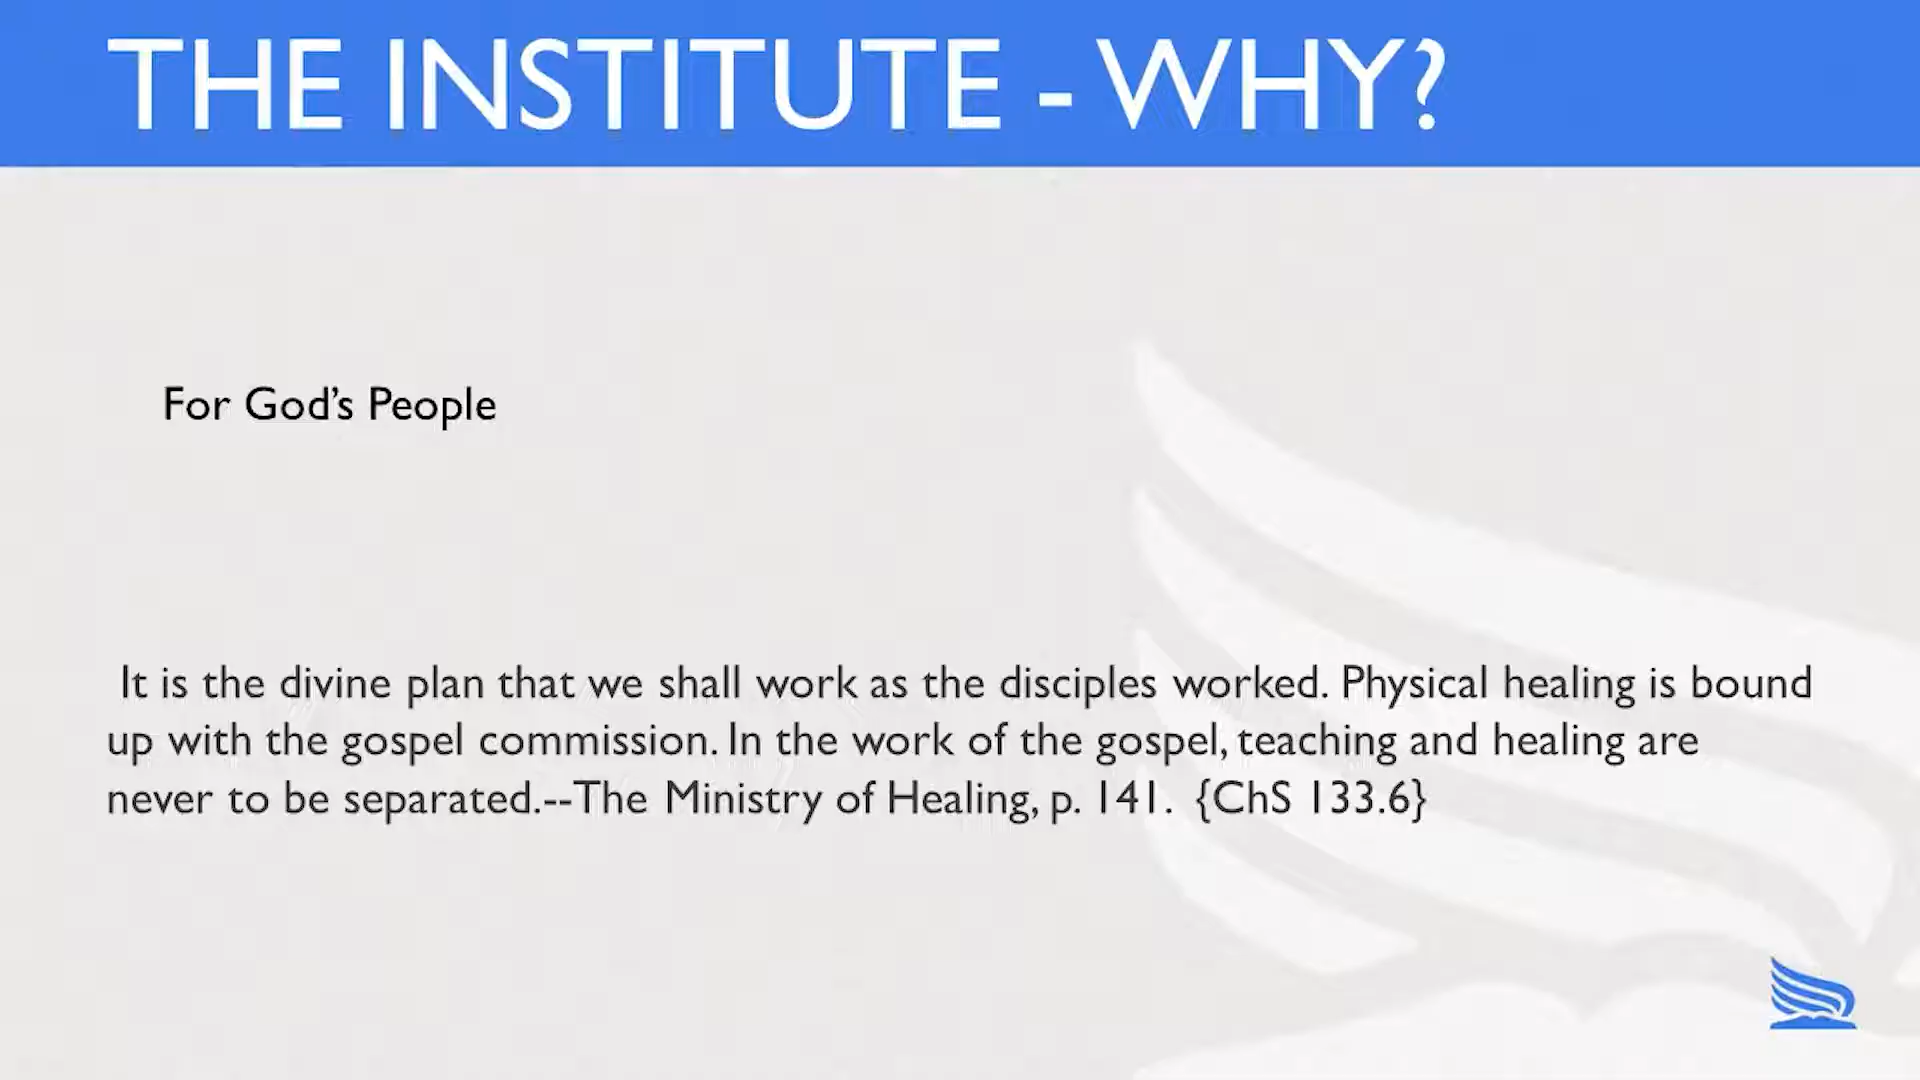 THE INSTITUTE - WHY?
For God’s People
It is the divine plan that we shall work as the disciples worked. Physical healing is bound
up with the gospel commission. In the work of the gospel, teaching and healing are
never to be separated.--The Ministry of Healing, p. 141. {ChS 133.6}